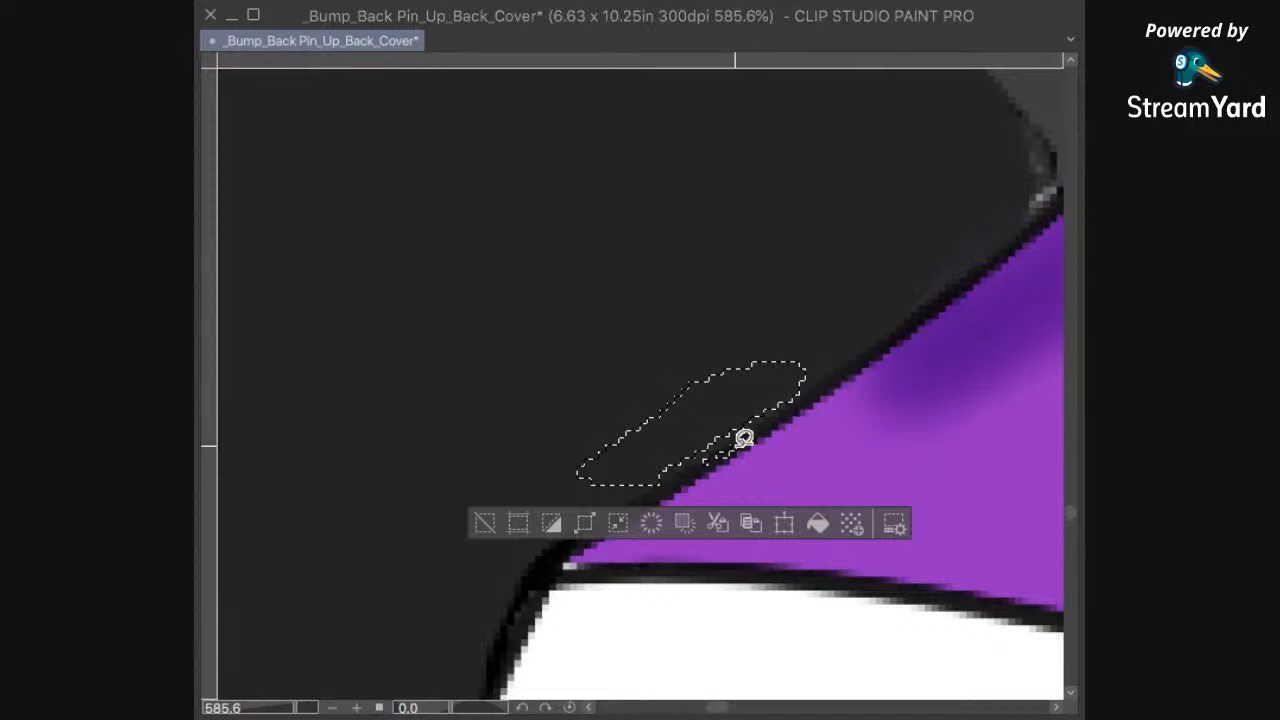 _Bump_Back Pin_Up_Back_Cover* (6.63 x 10.25in 300dpi 585.6%) - CLIP STUDIO PAINT PRO
_Bump_Back Pin_Up_Back_Cover*
Powered by
StreamYard
585.6
0.0